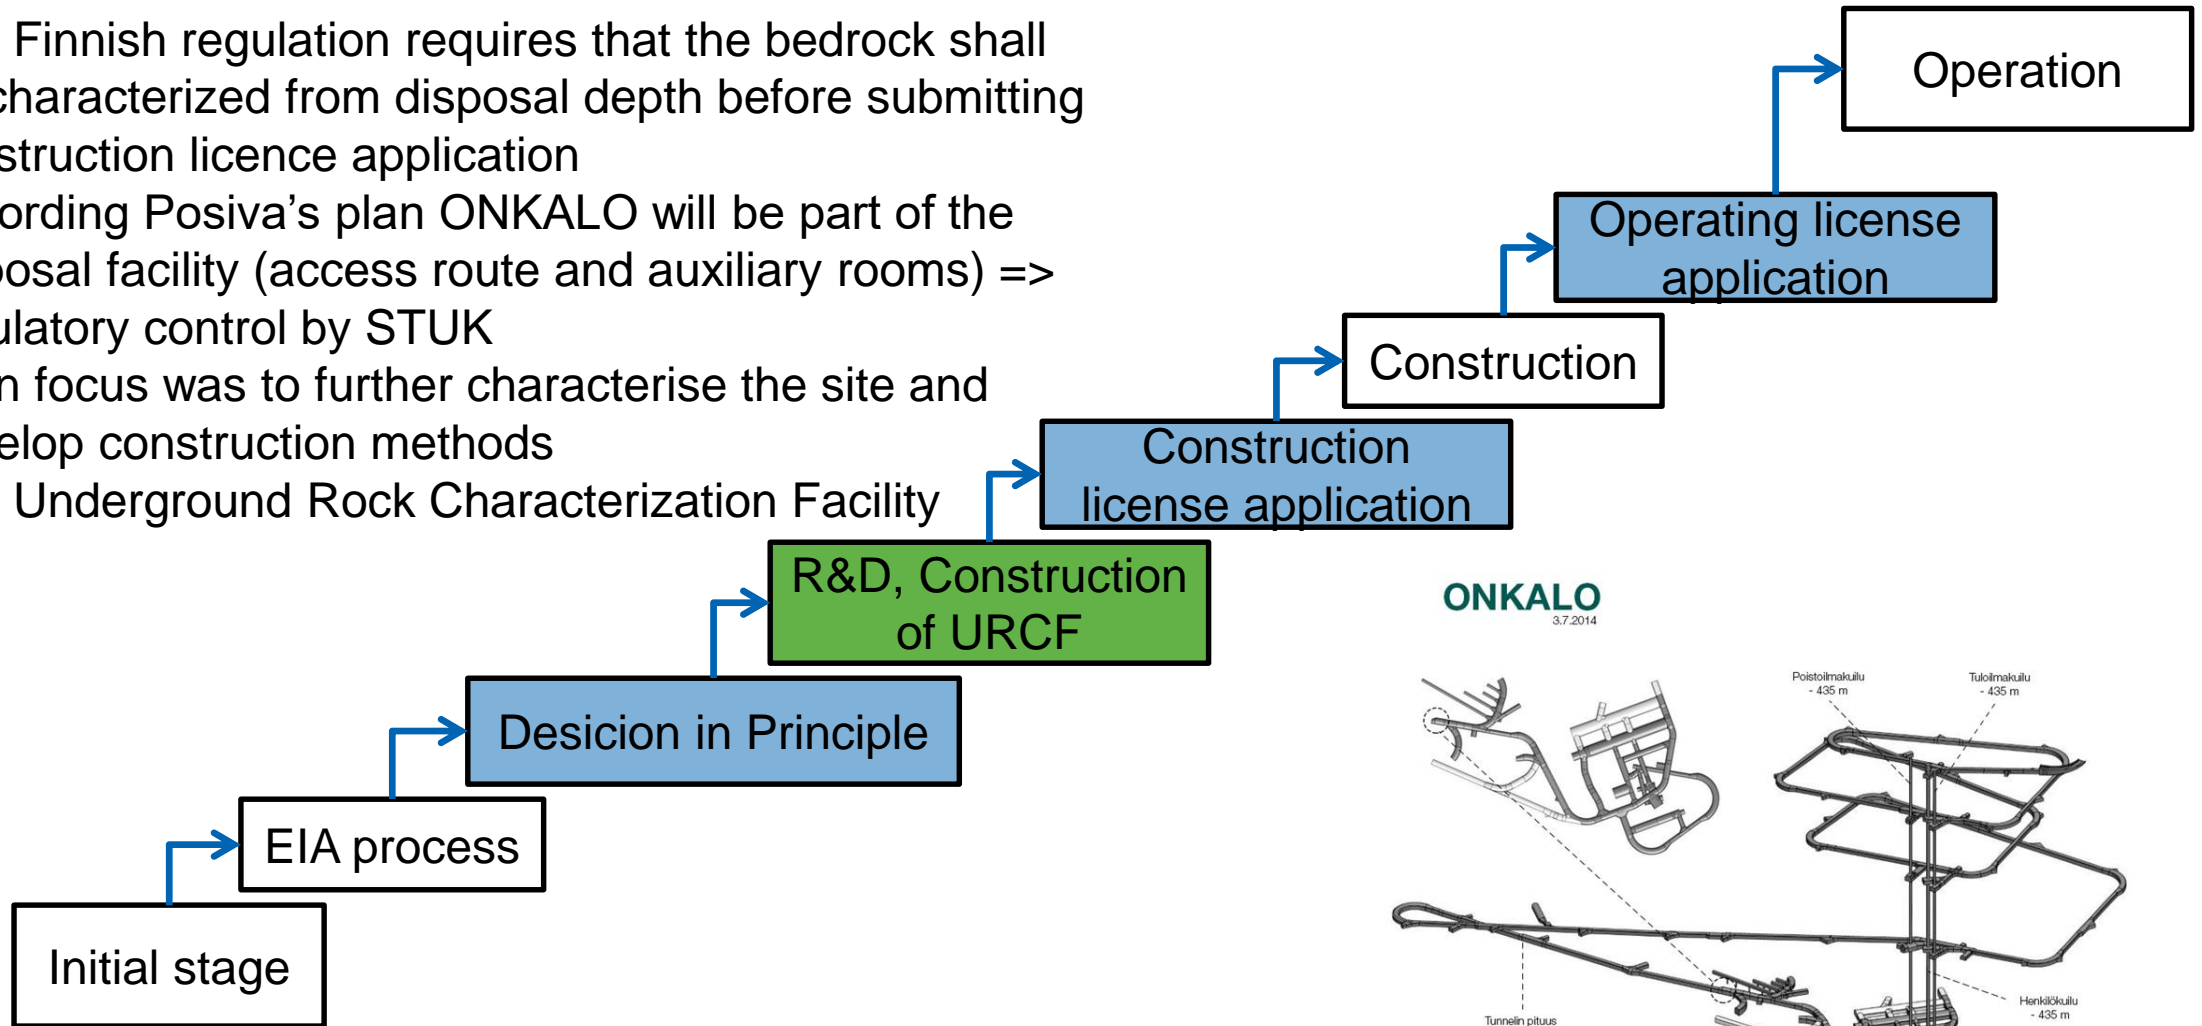 Finnish regulation requires that the bedrock shall
characterized from disposal depth before submitting
struction licence application
ording Posiva's plan ONKALO will be part of the
posal facility (access route and auxiliary rooms) =>
ulatory control by STUK
n focus was to further characterise the site and
elop construction methods
Underground Rock Characterization Facility
Operation
Operating license
application
Construction
Construction
license application
R&D, Construction
of URCF
Desicion in Principle
EIA process
Initial stage
ONKALO
3.7.2014
Poistoilmakuilu
- 435 m
Tuloilmakuilu
- 435 m
Henkilökuilu
- 435 m
Tunnelin pituus